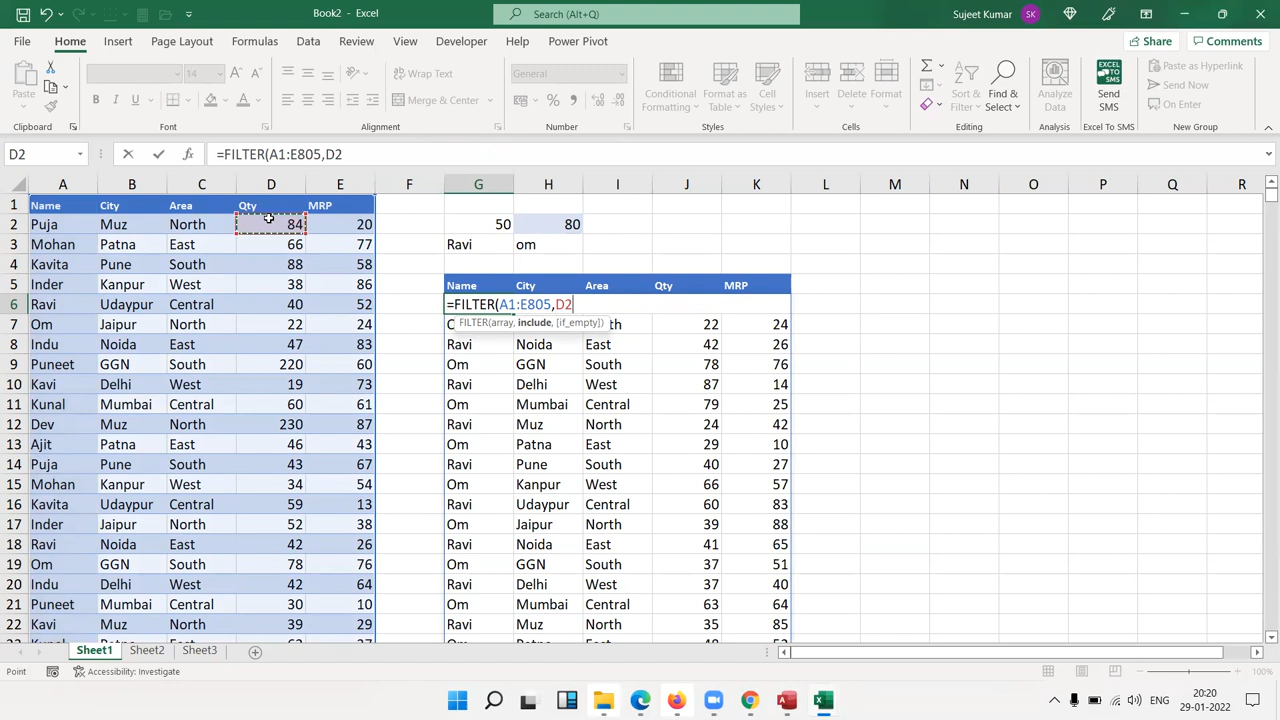 Book2 - Excel
Search (Alt+Q)
Sujeet Kumar
SK
File Home Insert Page Layout Formulas Data Review View Developer Help Power Pivot
Share Comments
Paste
14
B I U
Wrap Text
Merge & Center
General
Conditional Formatting
Format as Table
Cell Styles
Insert Delete Format
Sort & Filter
Find & Select
Analyze Data
Send SMS
Paste as Hyperlink
Send Now
On Enter
Clipboard Font Alignment Number Styles Cells Editing Analysis Excel To SMS New Group
D2 =FILTER(A1:E805,D2
A B C D E F G H I J K L M N O P Q R
1 Name City Area Qty MRP
2 Puja Muz North 84 20 50 80
3 Mohan Patna East 66 77 Ravi om
4 Kavita Pune South 88 58
5 Inder Kanpur West 38 86 Name City Area Qty MRP
6 Ravi Udaypur Central 40 52 =FILTER(A1:E805,D2
FILTER(array, include, [if_empty])
7 Om Jaipur North 22 24 22 24
8 Indu Noida East 47 83 Ravi Noida East 42 26
9 Puneet GGN South 220 60 Om GGN South 78 76
10 Kavi Delhi West 19 73 Ravi Delhi West 87 14
11 Kunal Mumbai Central 60 61 Om Mumbai Central 79 25
12 Dev Muz North 230 87 Ravi Muz North 24 42
13 Ajit Patna East 46 43 Om Patna East 29 10
14 Puja Pune South 43 67 Ravi Pune South 40 27
15 Mohan Kanpur West 34 54 Om Kanpur West 66 57
16 Kavita Udaypur Central 59 13 Ravi Udaypur Central 60 83
17 Inder Jaipur North 52 38 Om Jaipur North 39 88
18 Ravi Noida East 42 26 Ravi Noida East 41 65
19 Om GGN South 78 76 Om GGN South 37 51
20 Indu Delhi West 42 64 Ravi Delhi West 37 40
21 Puneet Mumbai Central 30 10 Om Mumbai Central 63 64
22 Kavi Muz North 39 29 Ravi Muz North 35 85
Sheet1 Sheet2 Sheet3
Point Accessibility: Investigate 100%
ENG
20:20
29-01-2022